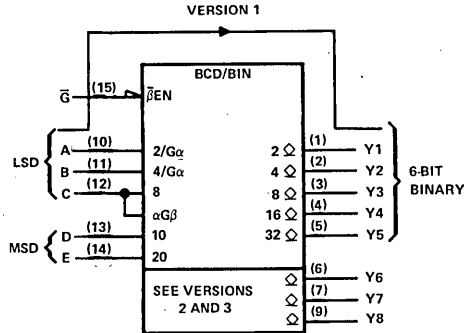 VERSION 1
BCD/BIN
G̅ (15) β̅EN
LSD
A (10) 2/Gα
B (11) 4/Gα
C (12) 8
αGβ
MSD
D (13) 10
E (14) 20
2 ◇ (1) Y1
4 ◇ (2) Y2
8 ◇ (3) Y3
16 ◇ (4) Y4
32 ◇ (5) Y5
6-BIT
BINARY
SEE VERSIONS
2 AND 3
◇ (6) Y6
◇ (7) Y7
◇ (9) Y8